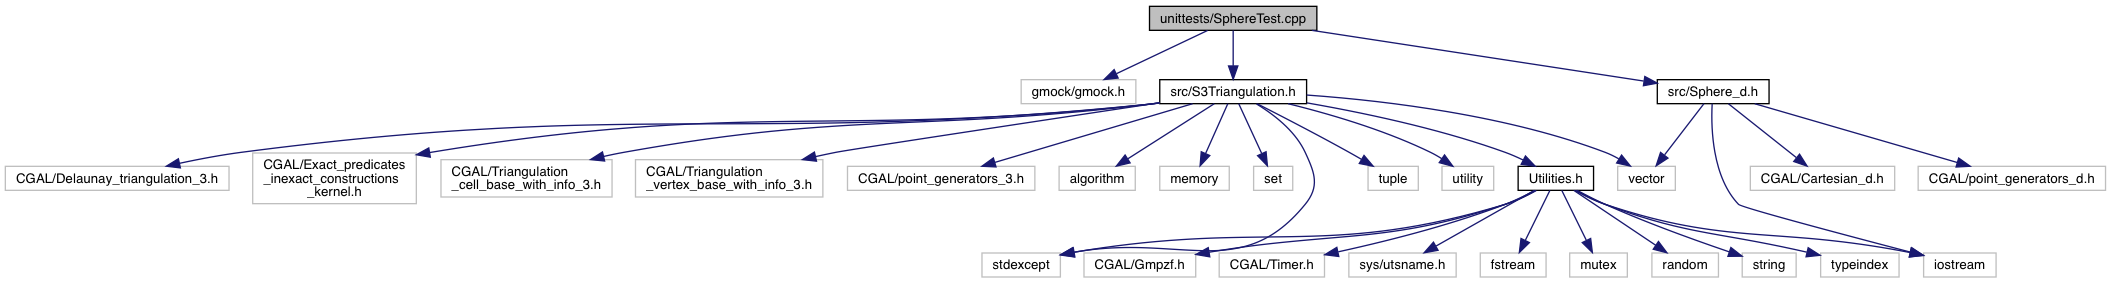 unittests/SphereTest.cpp
gmock/gmock.h
src/S3Triangulation.h
src/Sphere_d.h
CGAL/Delaunay_triangulation_3.h
CGAL/Exact_predicates
_inexact_constructions
_kernel.h
CGAL/Triangulation
_cell_base_with_info_3.h
CGAL/Triangulation
_vertex_base_with_info_3.h
CGAL/point_generators_3.h
algorithm
memory
set
tuple
utility
Utilities.h
vector
CGAL/Cartesian_d.h
CGAL/point_generators_d.h
stdexcept
CGAL/Gmpzf.h
CGAL/Timer.h
sys/utsname.h
fstream
mutex
random
string
typeindex
iostream